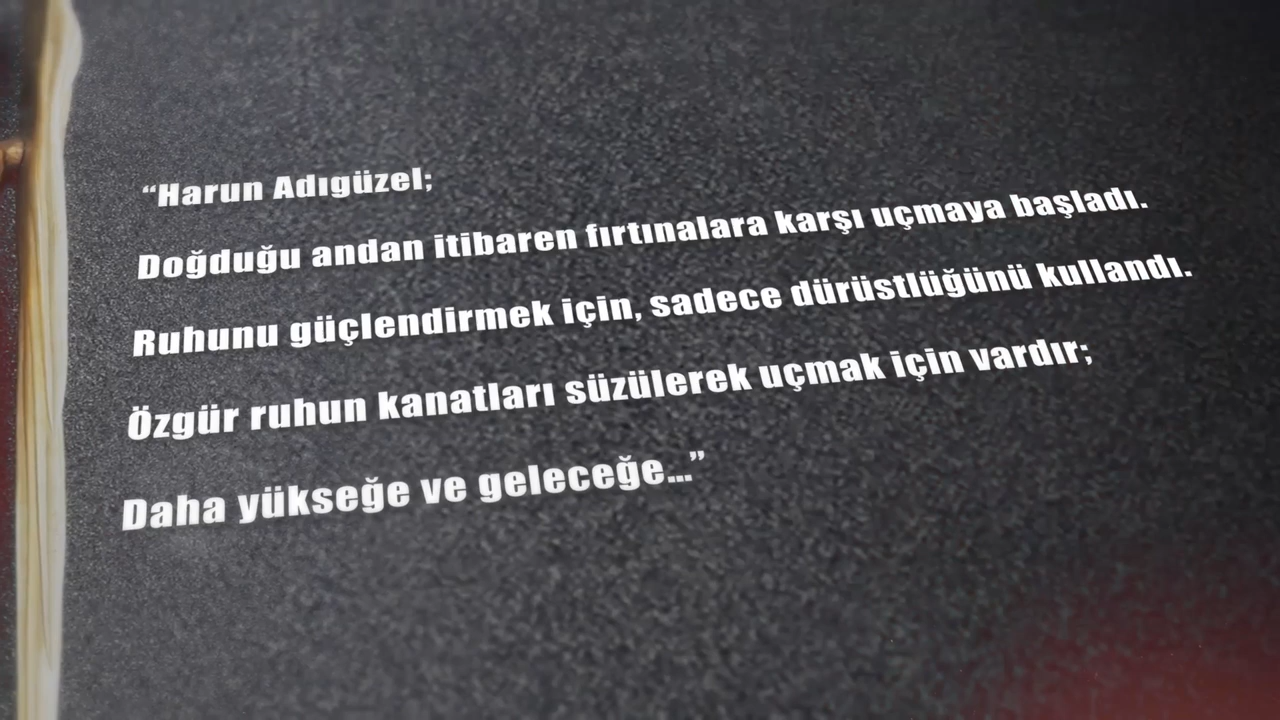 “Harun Adıgüzel;
Doğduğu andan itibaren fırtınalara karşı uçmaya başladı.
Ruhunu güçlendirmek için, sadece dürüstlüğünü kullandı.
Özgür ruhun kanatları süzülerek uçmak için vardır;
Daha yükseğe ve geleceğe...”